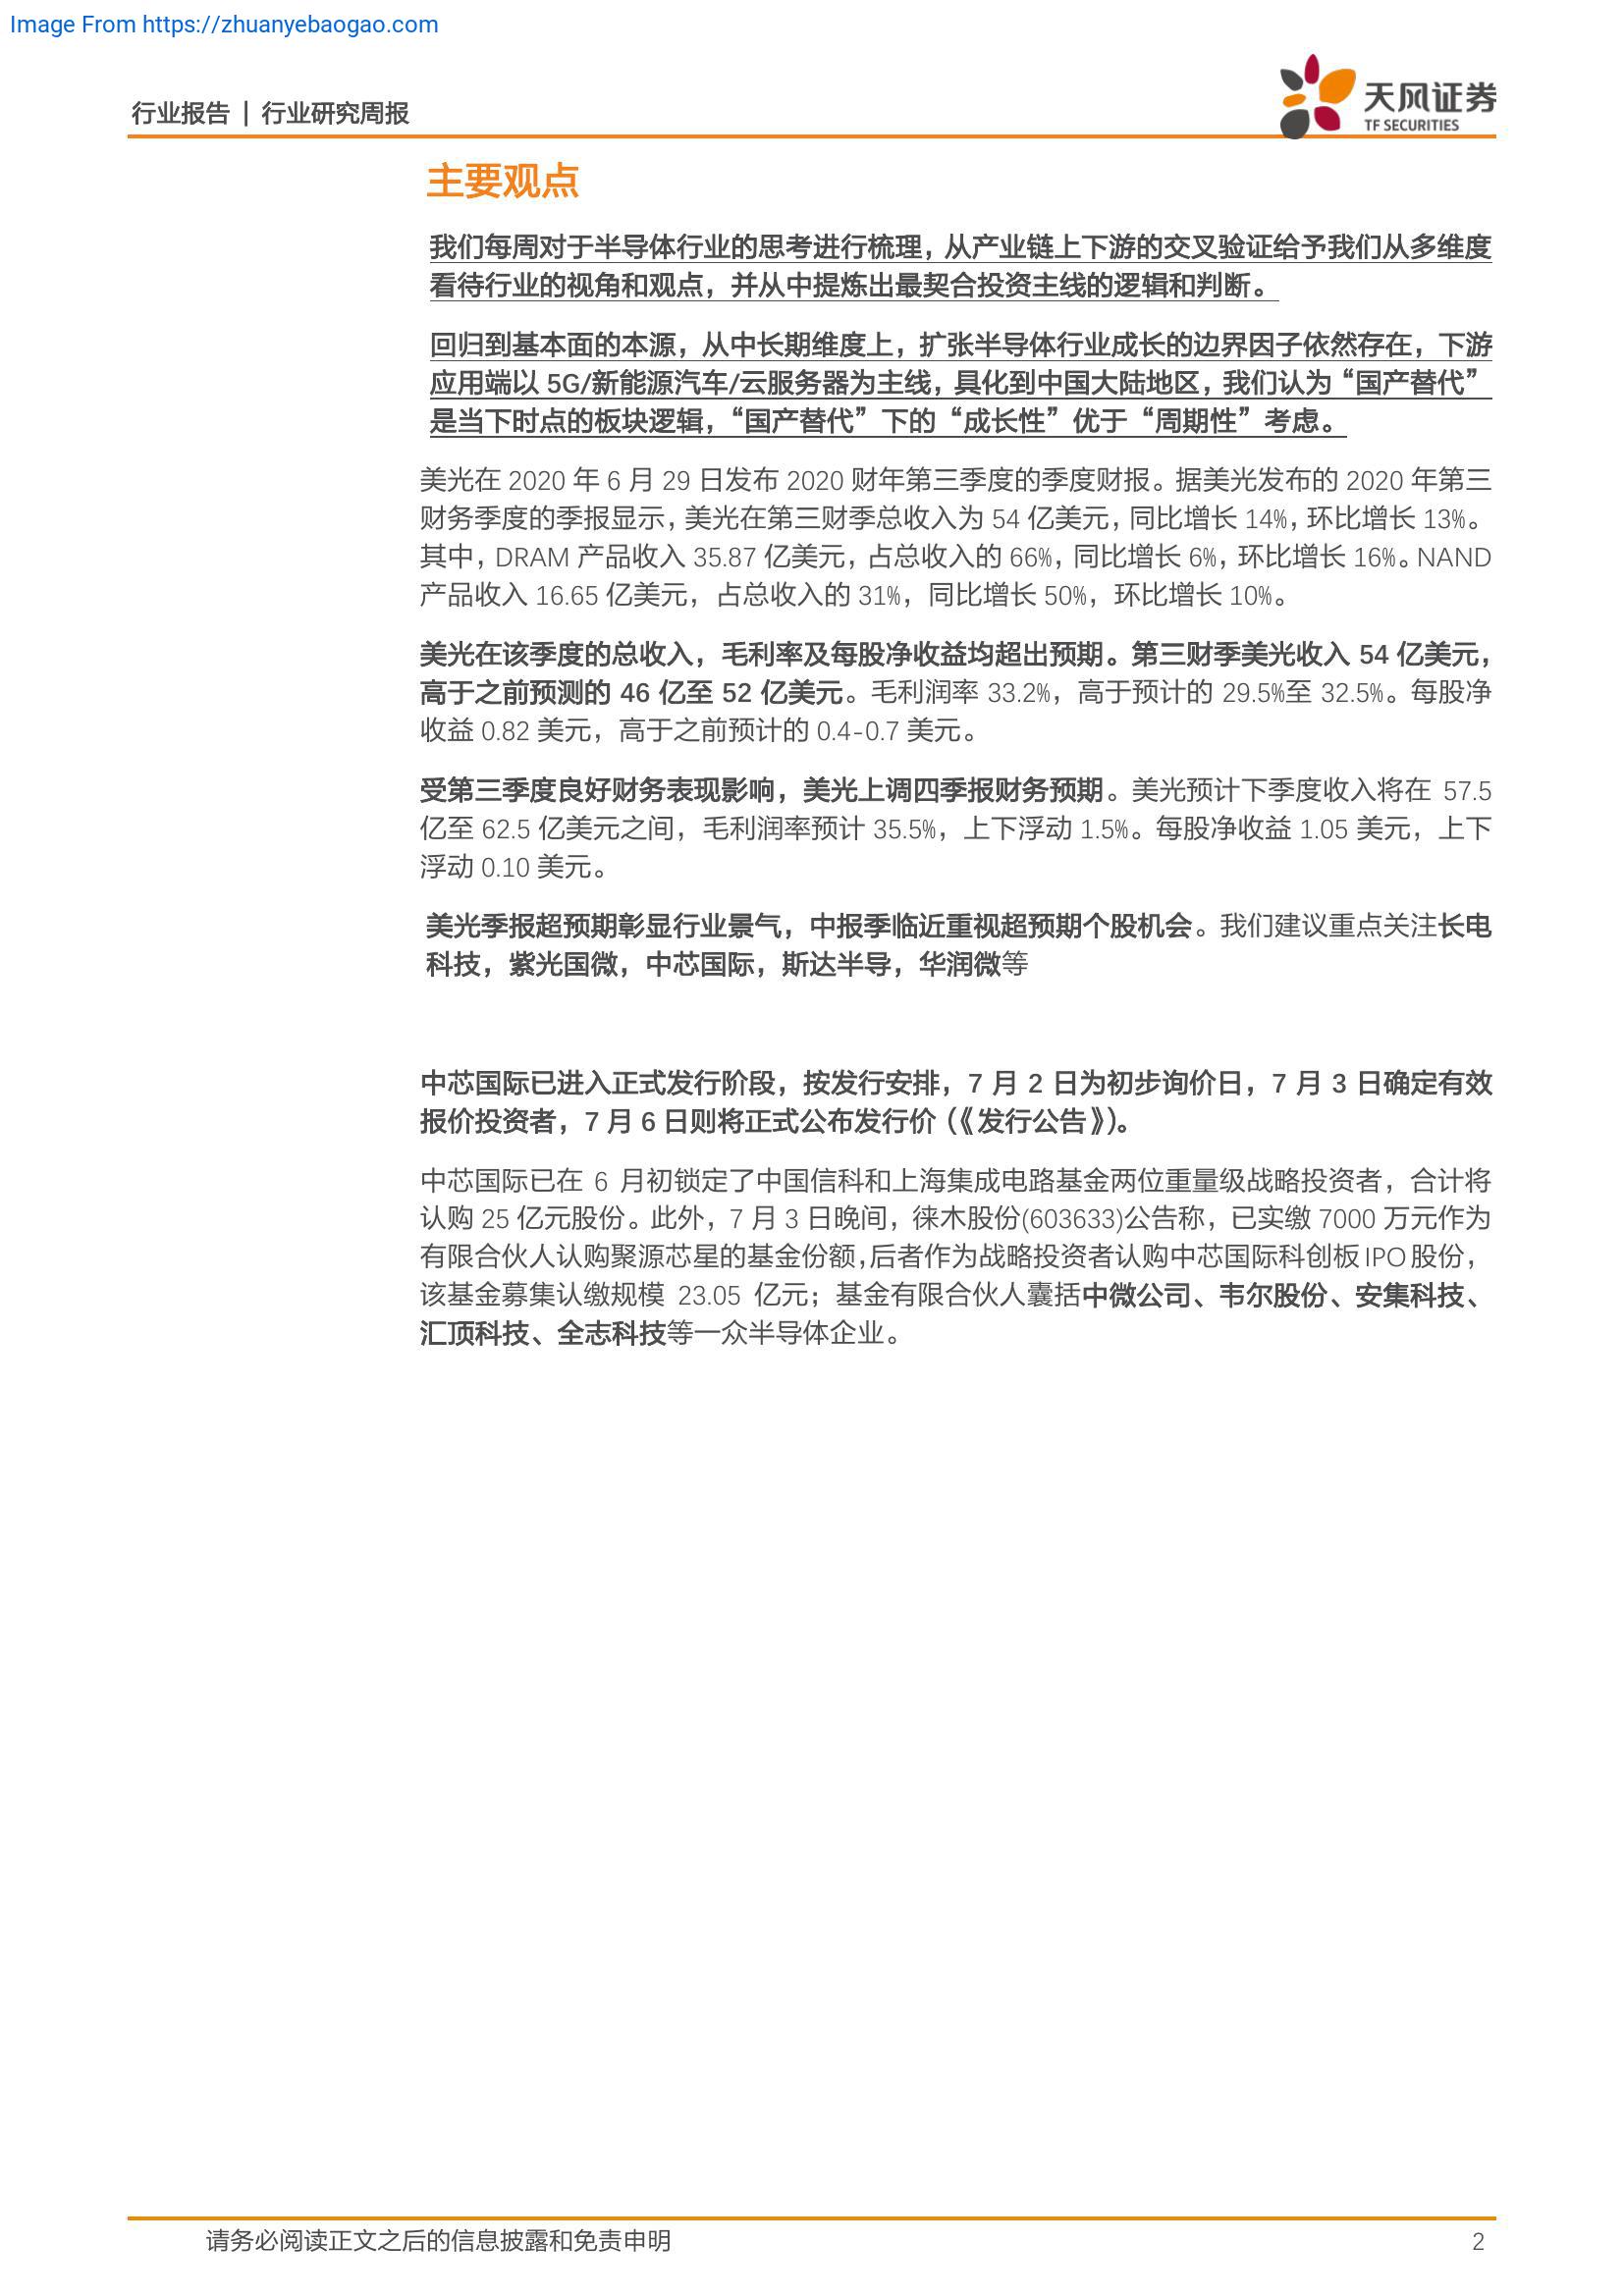 Image From https://zhuanyebaogao.com
行业报告 | 行业研究周报
天风证券
TF SECURITIES
主要观点
我们每周对于半导体行业的思考进行梳理，从产业链上下游的交叉验证给予我们从多维度
看待行业的视角和观点，并从中提炼出最契合投资主线的逻辑和判断。
回归到基本面的本源，从中长期维度上，扩张半导体行业成长的边界因子依然存在，下游
应用端以 5G/新能源汽车/云服务器为主线，具化到中国大陆地区，我们认为“国产替代”
是当下时点的板块逻辑，“国产替代”下的“成长性”优于“周期性”考虑。
美光在 2020 年 6 月 29 日发布 2020 财年第三季度的季度财报。据美光发布的 2020 年第三
财务季度的季报显示，美光在第三财季总收入为 54 亿美元，同比增长 14%，环比增长 13%。
其中，DRAM 产品收入 35.87 亿美元，占总收入的 66%，同比增长 6%，环比增长 16%。NAND
产品收入 16.65 亿美元，占总收入的 31%，同比增长 50%，环比增长 10%。
美光在该季度的总收入，毛利率及每股净收益均超出预期。第三财季美光收入 54 亿美元，
高于之前预测的 46 亿至 52 亿美元。毛利润率 33.2%，高于预计的 29.5%至 32.5%。每股净
收益 0.82 美元，高于之前预计的 0.4-0.7 美元。
受第三季度良好财务表现影响，美光上调四季报财务预期。美光预计下季度收入将在 57.5
亿至 62.5 亿美元之间，毛利润率预计 35.5%，上下浮动 1.5%。每股净收益 1.05 美元，上下
浮动 0.10 美元。
美光季报超预期彰显行业景气，中报季临近重视超预期个股机会。我们建议重点关注长电
科技，紫光国微，中芯国际，斯达半导，华润微等
中芯国际已进入正式发行阶段，按发行安排，7 月 2 日为初步询价日，7 月 3 日确定有效
报价投资者，7 月 6 日则将正式公布发行价（《发行公告》）。
中芯国际已在 6 月初锁定了中国信科和上海集成电路基金两位重量级战略投资者，合计将
认购 25 亿元股份。此外，7 月 3 日晚间，徕木股份(603633)公告称，已实缴 7000 万元作为
有限合伙人认购聚源芯星的基金份额，后者作为战略投资者认购中芯国际科创板 IPO 股份，
该基金募集认缴规模 23.05 亿元；基金有限合伙人囊括中微公司、韦尔股份、安集科技、
汇顶科技、全志科技等一众半导体企业。
请务必阅读正文之后的信息披露和免责申明
2